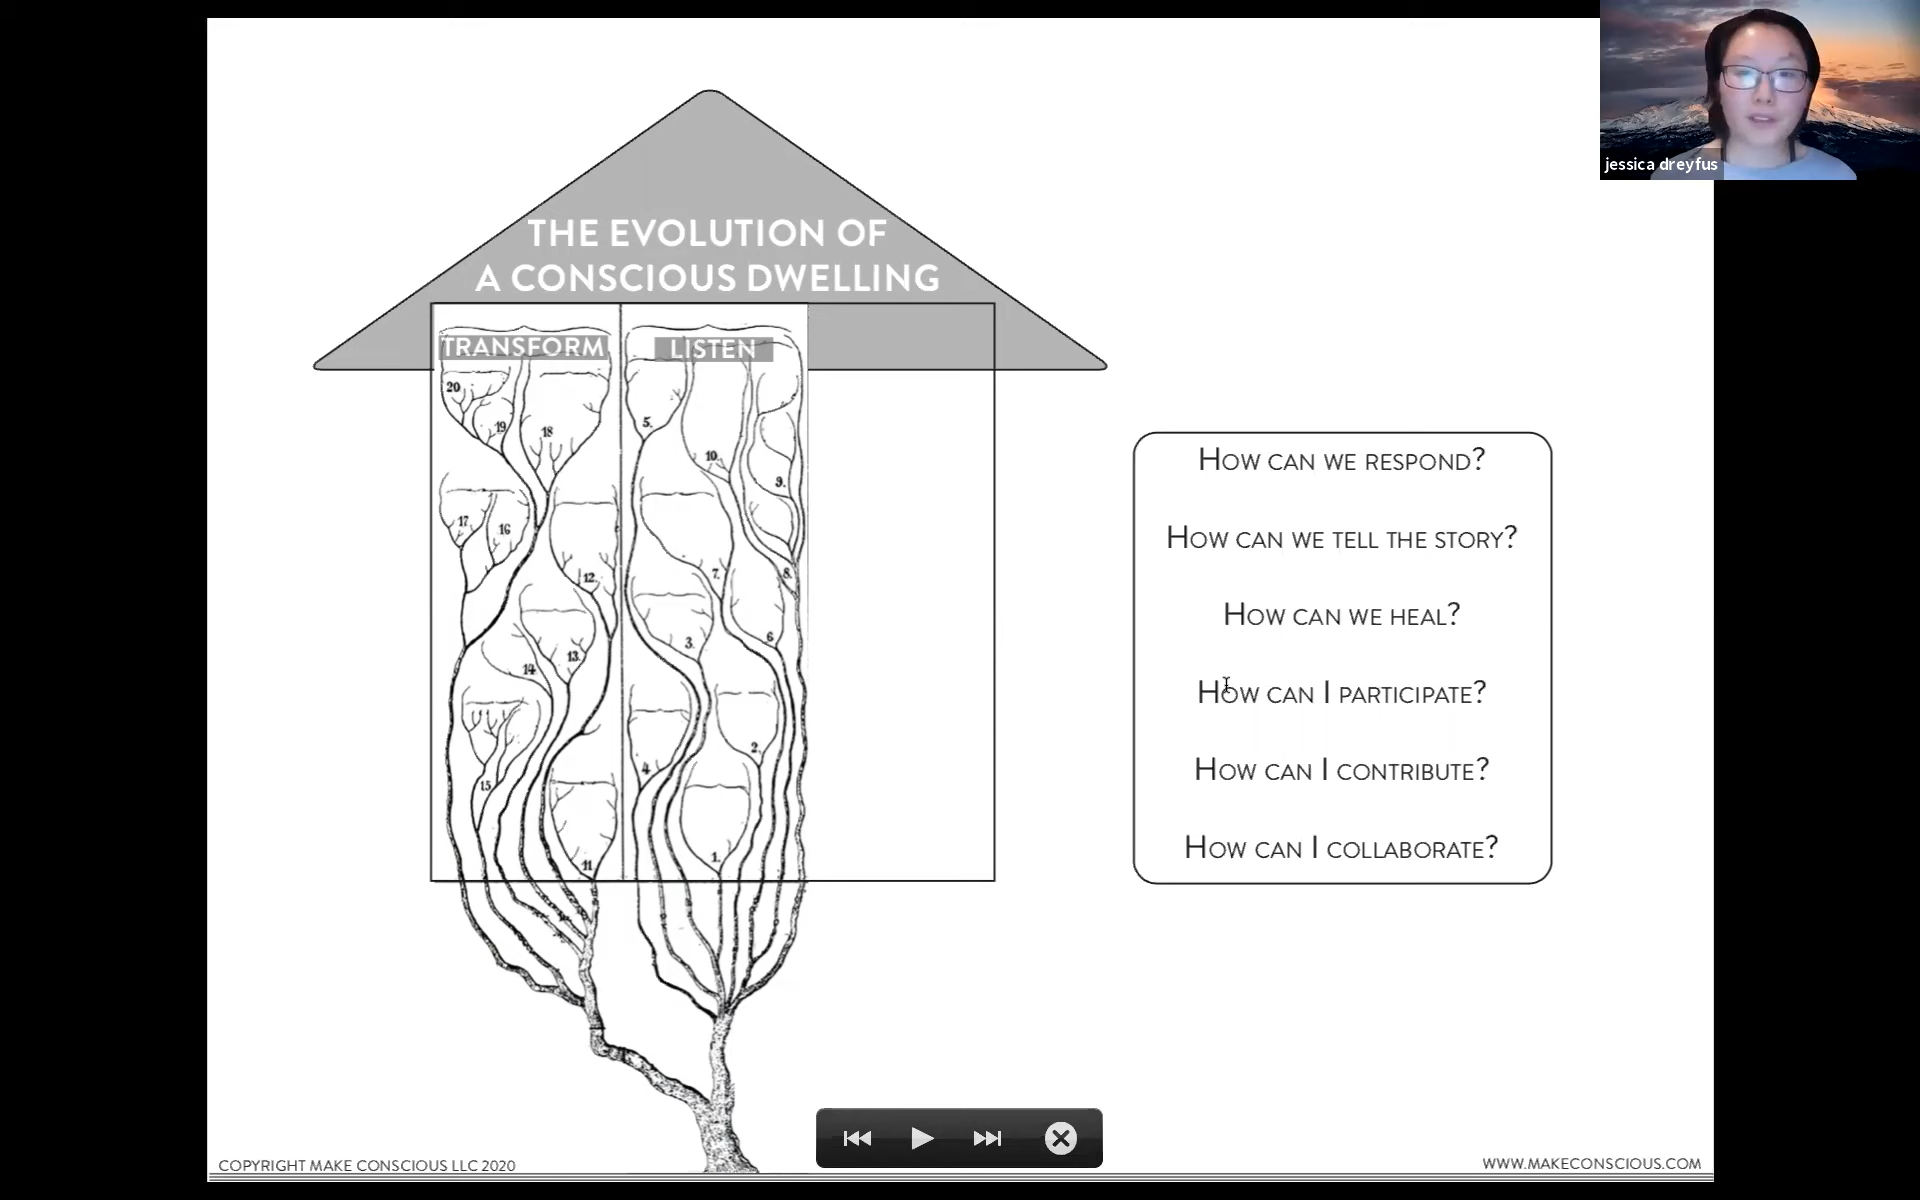 jessica dreyfus
THE EVOLUTION OF
A CONSCIOUS DWELLING
TRANSFORM
LISTEN
20
19
18
17
16
12.
14
13.
15
11
5.
10.
9.
7.
8.
3.
6
4
2.
1.
HOW CAN WE RESPOND?
HOW CAN WE TELL THE STORY?
HOW CAN WE HEAL?
HOW CAN I PARTICIPATE?
HOW CAN I CONTRIBUTE?
HOW CAN I COLLABORATE?
COPYRIGHT MAKE CONSCIOUS LLC 2020
WWW.MAKECONSCIOUS.COM